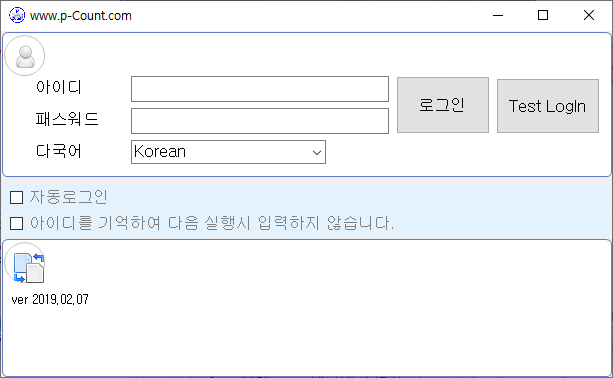 www.p-Count.com
아이디
로그인
Test LogIn
패스워드
다국어
Korean
자동로그인
아이디를 기억하여 다음 실행시 입력하지 않습니다.
ver 2019.02.07